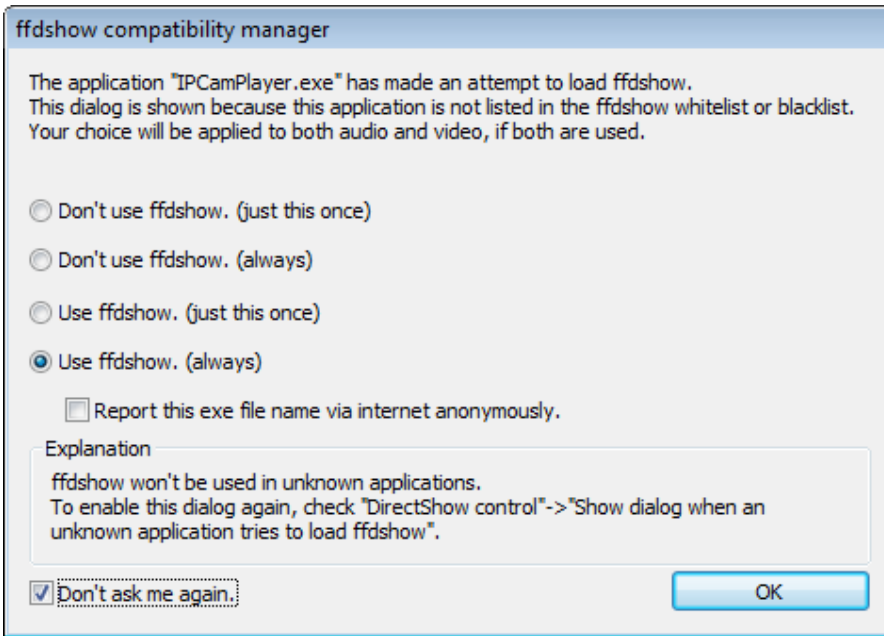 ffdshow compatibility manager
The application "IPCamPlayer.exe" has made an attempt to load ffdshow.
This dialog is shown because this application is not listed in the ffdshow whitelist or blacklist.
Your choice will be applied to both audio and video, if both are used.
Don't use ffdshow. (just this once)
Don't use ffdshow. (always)
Use ffdshow. (just this once)
Use ffdshow. (always)
Report this exe file name via internet anonymously.
Explanation
ffdshow won't be used in unknown applications.
To enable this dialog again, check "DirectShow control"->"Show dialog when an
unknown application tries to load ffdshow".
Don't ask me again.
OK